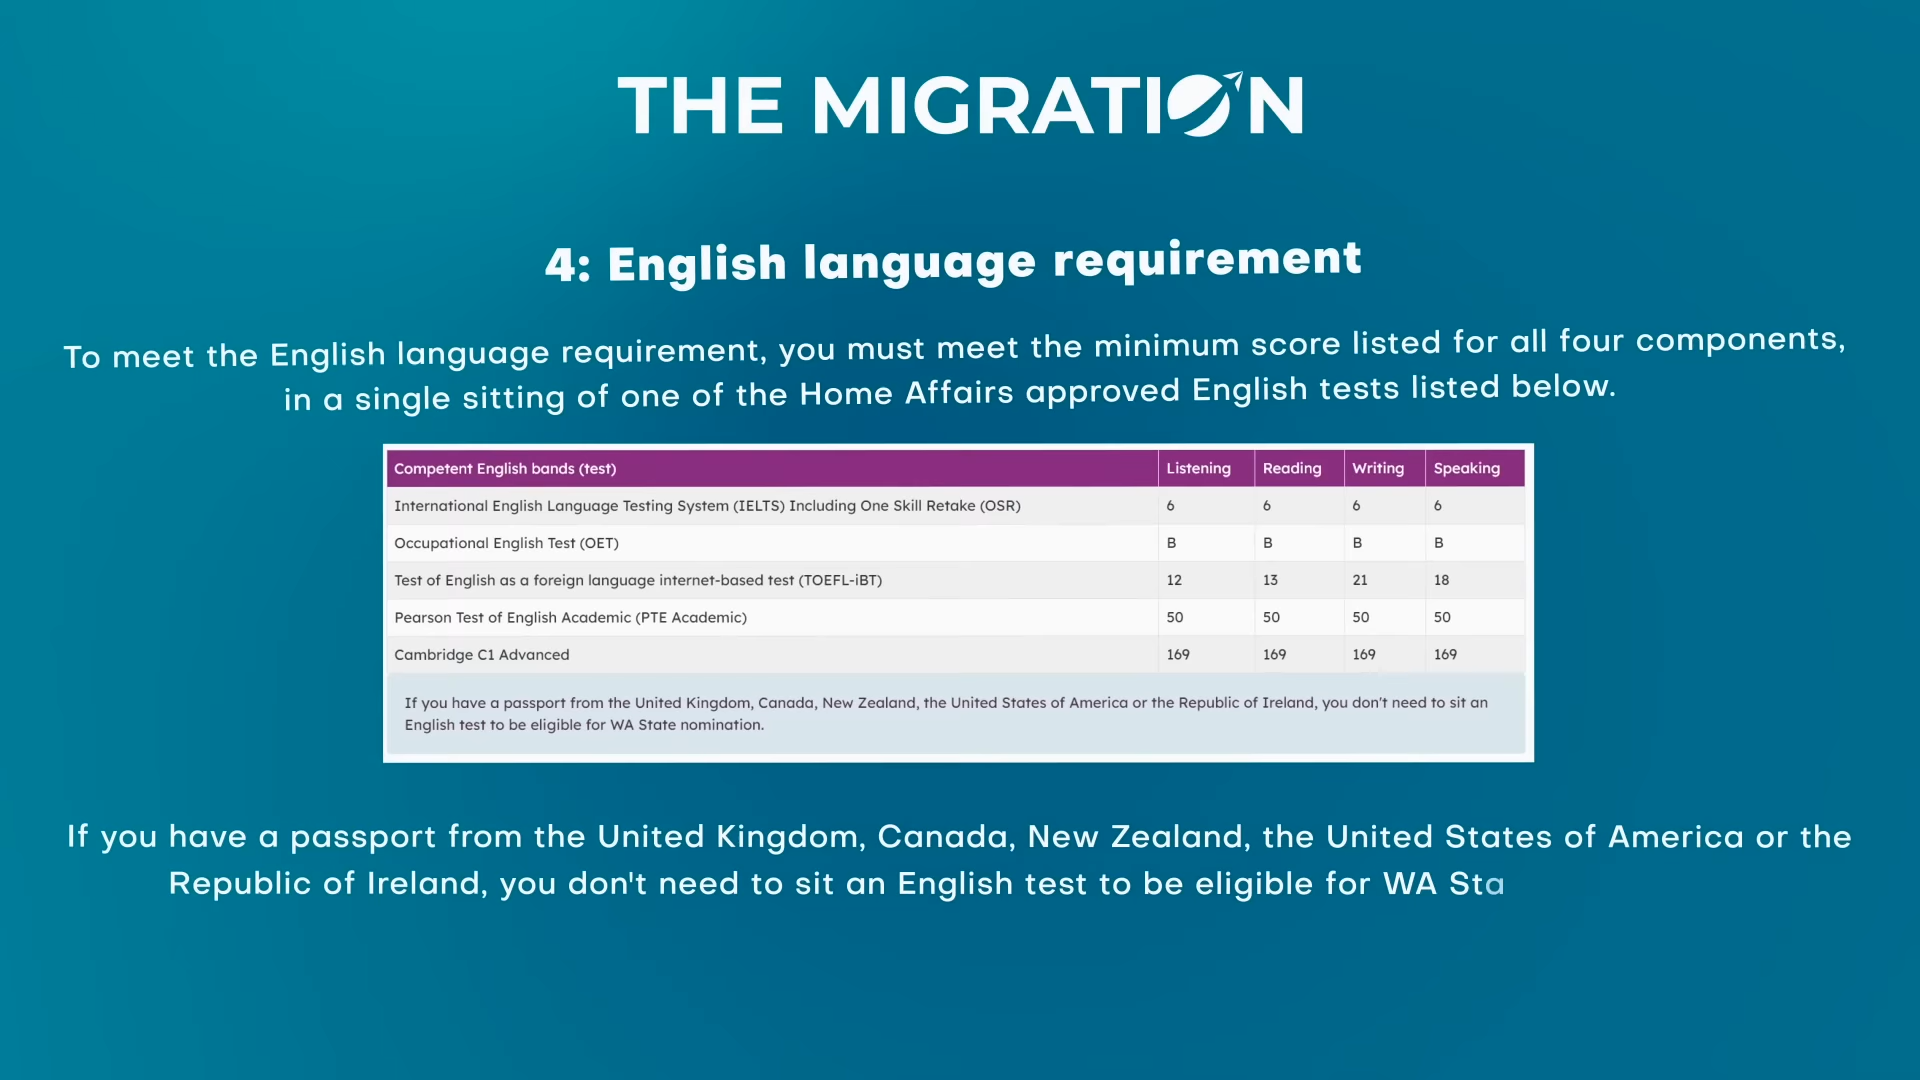 THE MIGRATION
4: English language requirement
To meet the English language requirement, you must meet the minimum score listed for all four components,
in a single sitting of one of the Home Affairs approved English tests listed below.
Competent English bands (test) Listening Reading Writing Speaking
International English Language Testing System (IELTS) Including One Skill Retake (OSR) 6 6 6 6
Occupational English Test (OET) B B B B
Test of English as a foreign language internet-based test (TOEFL-iBT) 12 13 21 18
Pearson Test of English Academic (PTE Academic) 50 50 50 50
Cambridge C1 Advanced 169 169 169 169
If you have a passport from the United Kingdom, Canada, New Zealand, the United States of America or the Republic of Ireland, you don't need to sit an
English test to be eligible for WA State nomination.
If you have a passport from the United Kingdom, Canada, New Zealand, the United States of America or the
Republic of Ireland, you don't need to sit an English test to be eligible for WA Sta